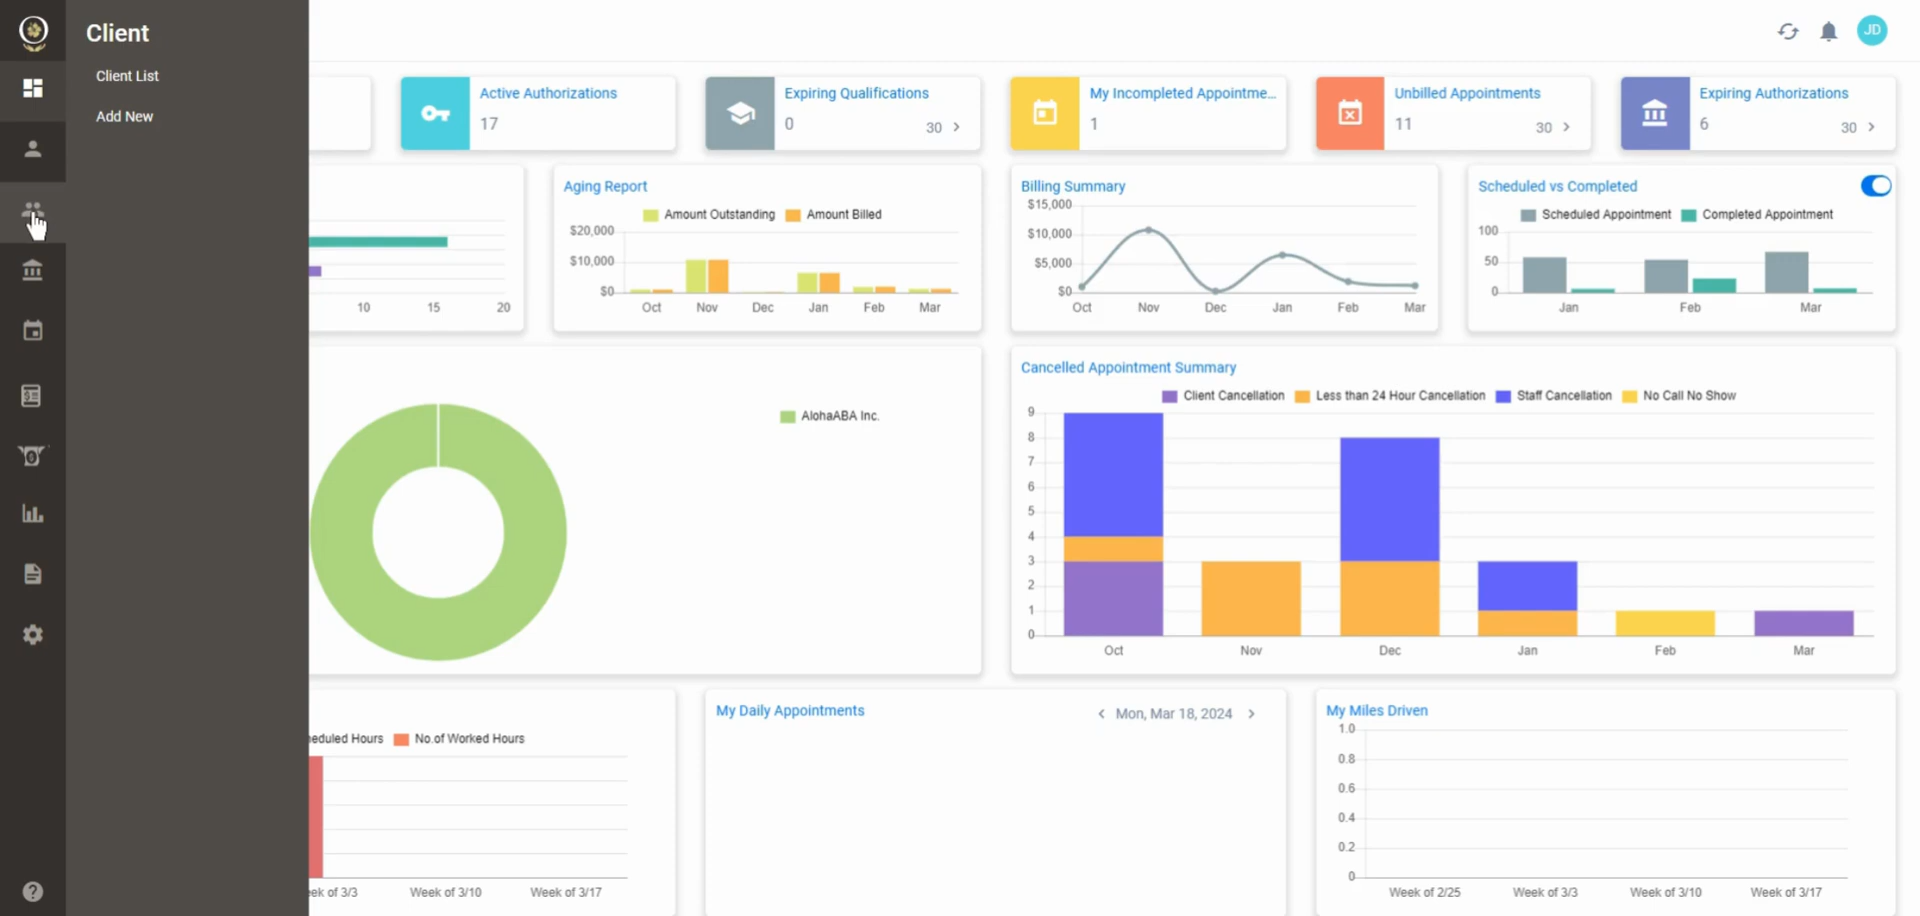 Client
Client List
Add New
JD
Active Authorizations
17
Expiring Qualifications
0
30
My Incompleted Appointme...
1
Unbilled Appointments
11
30
Expiring Authorizations
6
30
10 15 20
Aging Report
Amount Outstanding Amount Billed
$20,000
$10,000
$0
Oct Nov Dec Jan Feb Mar
Billing Summary
$15,000
$10,000
$5,000
$0
Oct Nov Dec Jan Feb Mar
Scheduled vs Completed
Scheduled Appointment Completed Appointment
100
50
0
Jan Feb Mar
AlohaABA Inc.
Cancelled Appointment Summary
Client Cancellation Less than 24 Hour Cancellation Staff Cancellation No Call No Show
9
8
7
6
5
4
3
2
1
0
Oct Nov Dec Jan Feb Mar
eduled Hours No.of Worked Hours
ek of 3/3 Week of 3/10 Week of 3/17
My Daily Appointments
Mon, Mar 18, 2024
My Miles Driven
1.0
0.8
0.6
0.4
0.2
0
Week of 2/25 Week of 3/3 Week of 3/10 Week of 3/17